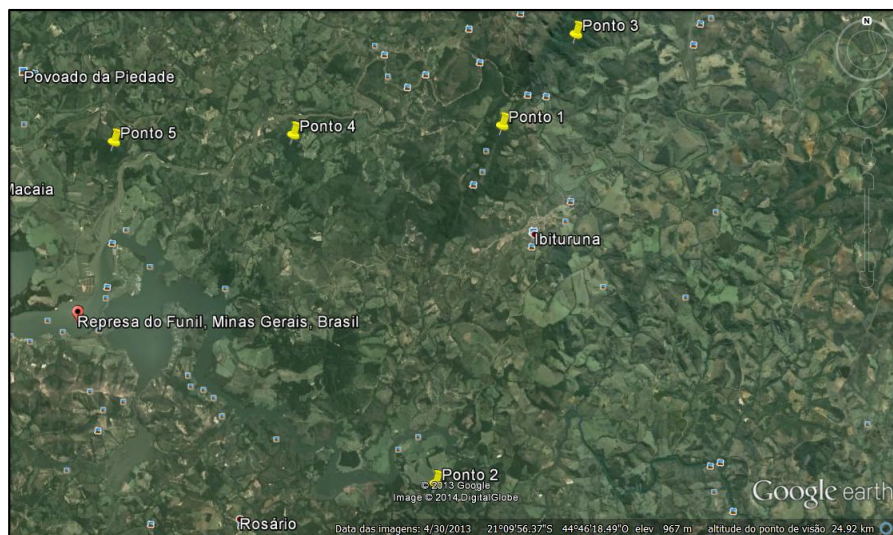 N
Ponto 3
Povoado da Piedade
Ponto 1
Ponto 4
Ponto 5
Macaia
Ibituruna
Represa do Funil, Minas Gerais, Brasil
Ponto 2
© 2013 Google
Image © 2014 DigitalGlobe
Google earth
Rosário
Data das imagens: 4/30/2013 21°09'56.37"S 44°46'18.49"O elev 967 m altitude do ponto de visão 24.92 km